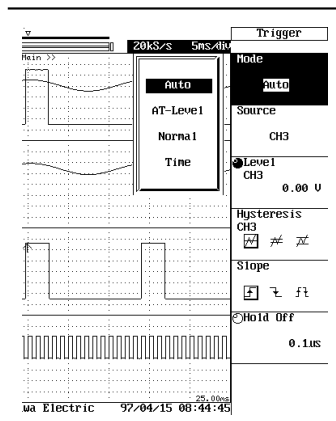 Trigger
20kS/s 5ms/div
Main >>
Mode
Auto
Auto
AT-Level
Normal
Time
Source
CH3
Level
CH3
0.00 V
Hysteresis
CH3
Slope
Hold Off
0.1us
25.00ms
wa Electric 97/04/15 08:44:45